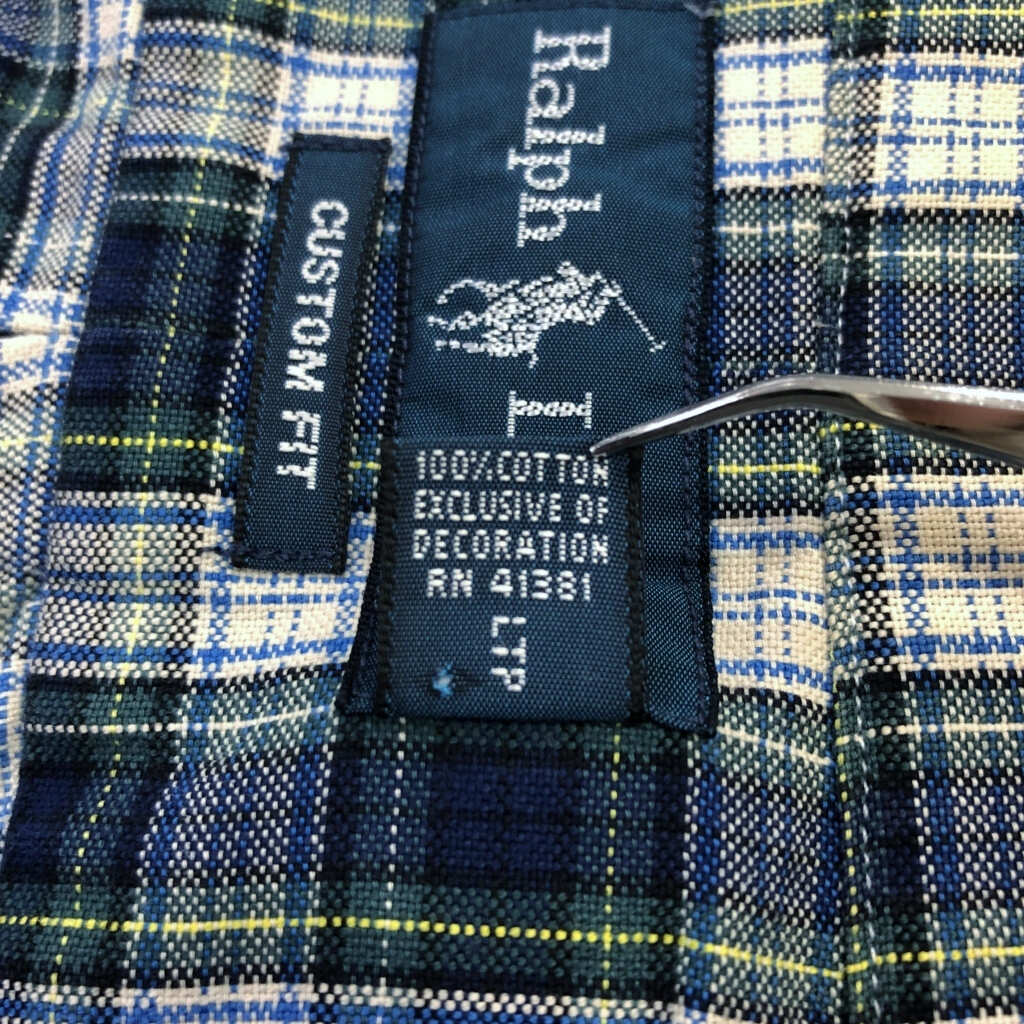 Ralph L
CUSTOM FIT
100% COTTON
EXCLUSIVE OF
DECORATION
RN 41381
LTP